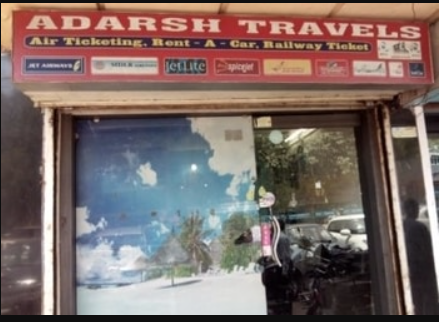 ADARSH TRAVELS
Air Ticketing, Rent - A - Car, Railway Ticket
JET AIRWAYS
JetLite
spicejet